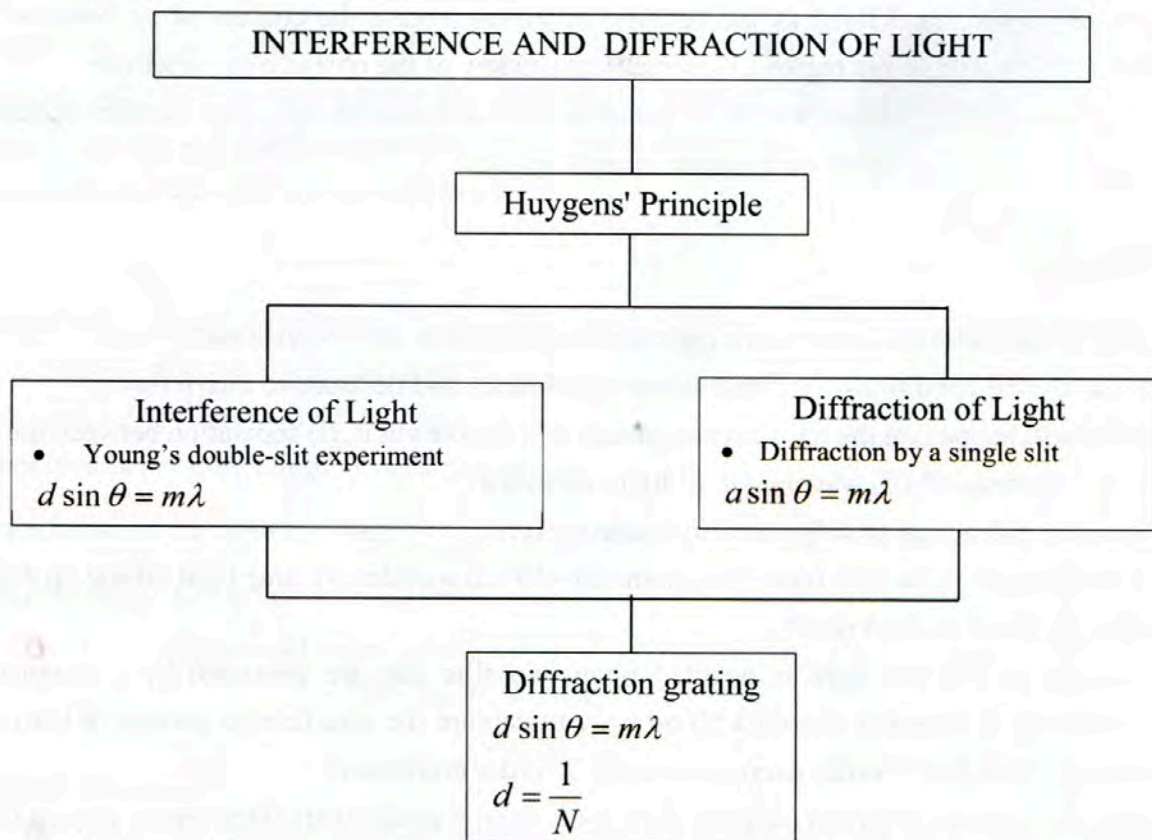 INTERFERENCE AND DIFFRACTION OF LIGHT
Huygens' Principle
Interference of Light
• Young's double-slit experiment
d sin θ = mλ
Diffraction of Light
• Diffraction by a single slit
a sin θ = mλ
Diffraction grating
d sin θ = mλ
d = 1/N